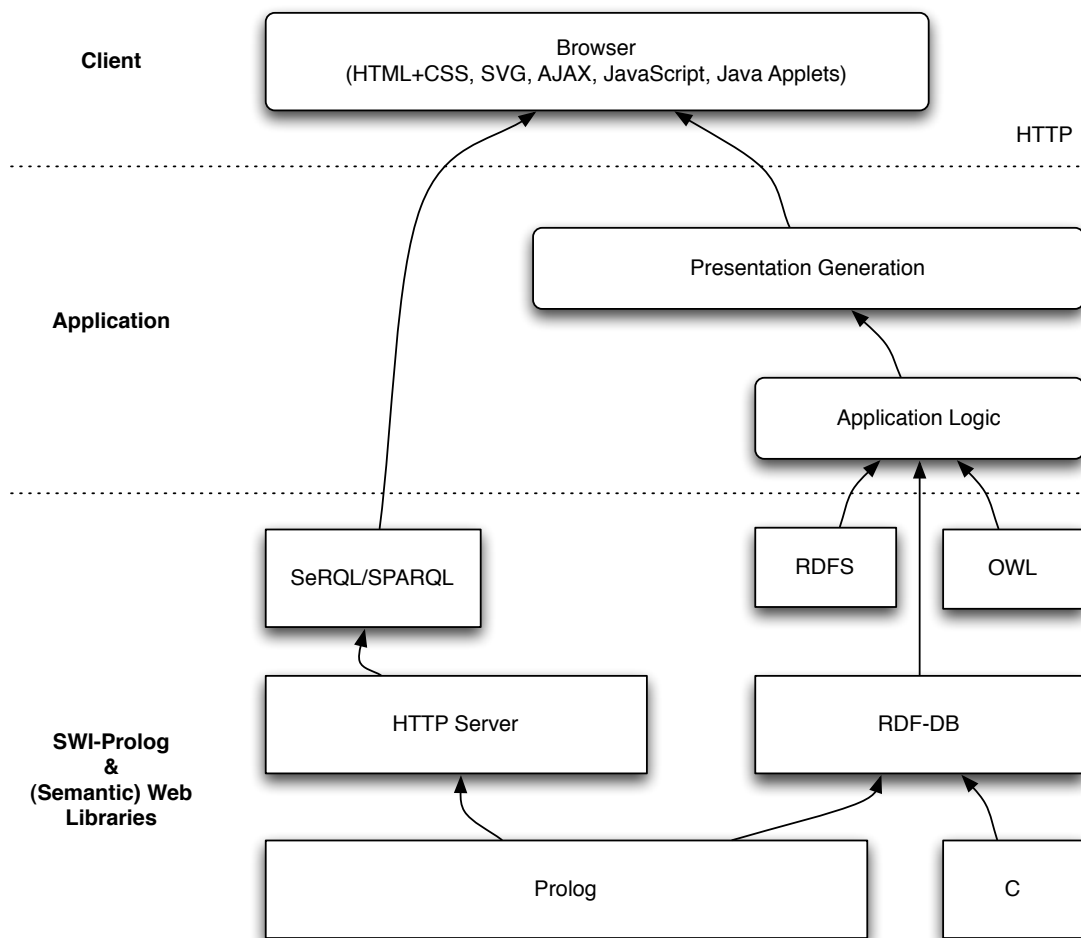 Client
Browser
(HTML+CSS, SVG, AJAX, JavaScript, Java Applets)
HTTP
Application
Presentation Generation
Application Logic
SeRQL/SPARQL
RDFS
OWL
SWI-Prolog
&
(Semantic) Web
Libraries
HTTP Server
RDF-DB
Prolog
C